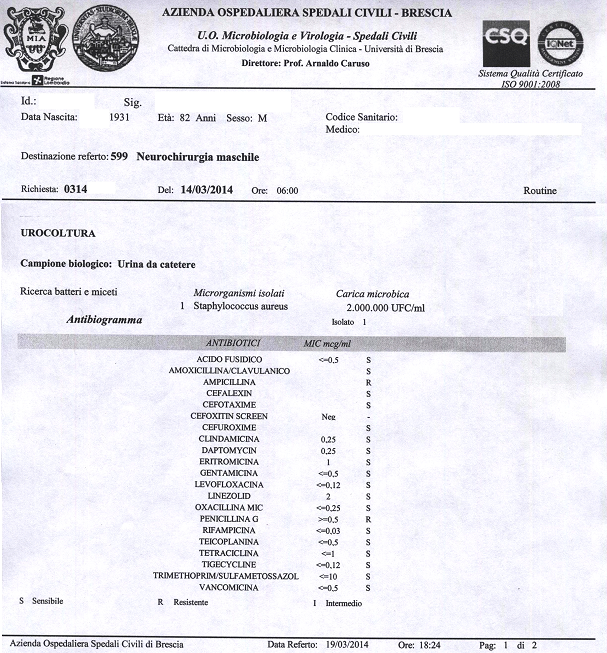 AZIENDA OSPEDALIERA SPEDALI CIVILI - BRESCIA
U.O. Microbiologia e Virologia - Spedali Civili
Cattedra di Microbiologia e Microbiologia Clinica - Università di Brescia
Direttore: Prof. Arnaldo Caruso
MIA
CSQ
IQNet
Sistema Qualità Certificato
ISO 9001:2008
Sistema Sanitario Regione Lombardia
Id.: Sig.
Data Nascita: 1931 Età: 82 Anni Sesso: M Codice Sanitario:
Medico:
Destinazione referto: 599 Neurochirurgia maschile
Richiesta: 0314 Del: 14/03/2014 Ore: 06:00 Routine
UROCOLTURA
Campione biologico: Urina da catetere
Ricerca batteri e miceti Microrganismi isolati Carica microbica
1 Staphylococcus aureus 2.000.000 UFC/ml
Antibiogramma Isolato 1
ANTIBIOTICI MIC mcg/ml
ACIDO FUSIDICO <=0,5 S
AMOXICILLINA/CLAVULANICO S
AMPICILLINA R
CEFALEXIN S
CEFOTAXIME S
CEFOXITIN SCREEN Neg -
CEFUROXIME S
CLINDAMICINA 0,25 S
DAPTOMYCIN 0,25 S
ERITROMICINA 1 S
GENTAMICINA <=0,5 S
LEVOFLOXACINA <=0,12 S
LINEZOLID 2 S
OXACILLINA MIC <=0,25 S
PENICILLINA G >=0,5 R
RIFAMPICINA <=0,03 S
TEICOPLANINA <=0,5 S
TETRACICLINA <=1 S
TIGECYCLINE <=0,12 S
TRIMETHOPRIM/SULFAMETOSSAZOL <=10 S
VANCOMICINA <=0,5 S
S Sensibile R Resistente I Intermedio
Azienda Ospedaliera Spedali Civili di Brescia Data Referto: 19/03/2014 Ore: 18:24 Pag: 1 di 2